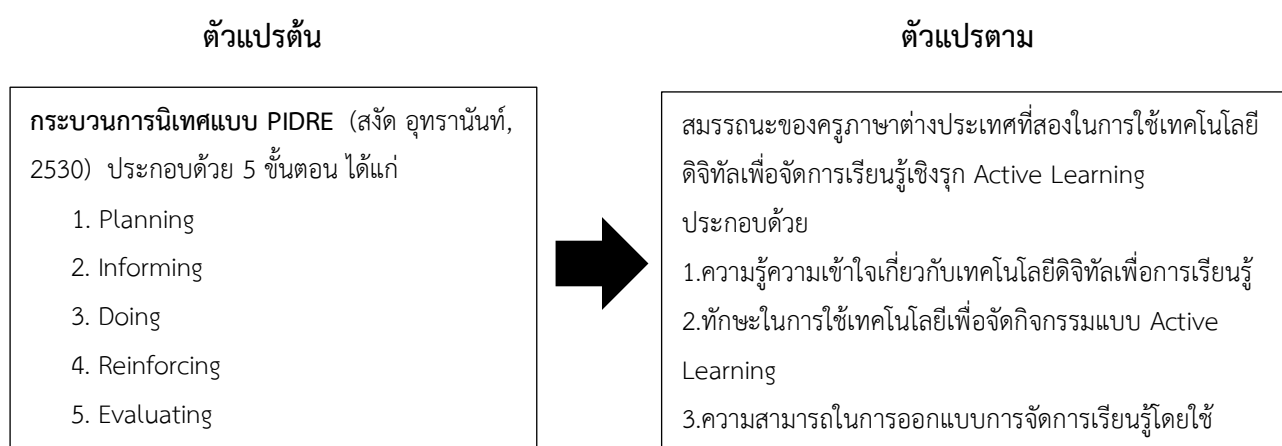 ตัวแปรต้น
ตัวแปรตาม
กระบวนการนิเทศแบบ PIDRE (สงัด อุทรานันท์,
2530) ประกอบด้วย 5 ขั้นตอน ได้แก่
1. Planning
2. Informing
3. Doing
4. Reinforcing
5. Evaluating
สมรรถนะของครูภาษาต่างประเทศที่สองในการใช้เทคโนโลยี
ดิจิทัลเพื่อจัดการเรียนรู้เชิงรุก Active Learning
ประกอบด้วย
1.ความรู้ความเข้าใจเกี่ยวกับเทคโนโลยีดิจิทัลเพื่อการเรียนรู้
2.ทักษะในการใช้เทคโนโลยีเพื่อจัดกิจกรรมแบบ Active
Learning
3.ความสามารถในการออกแบบการจัดการเรียนรู้โดยใช้